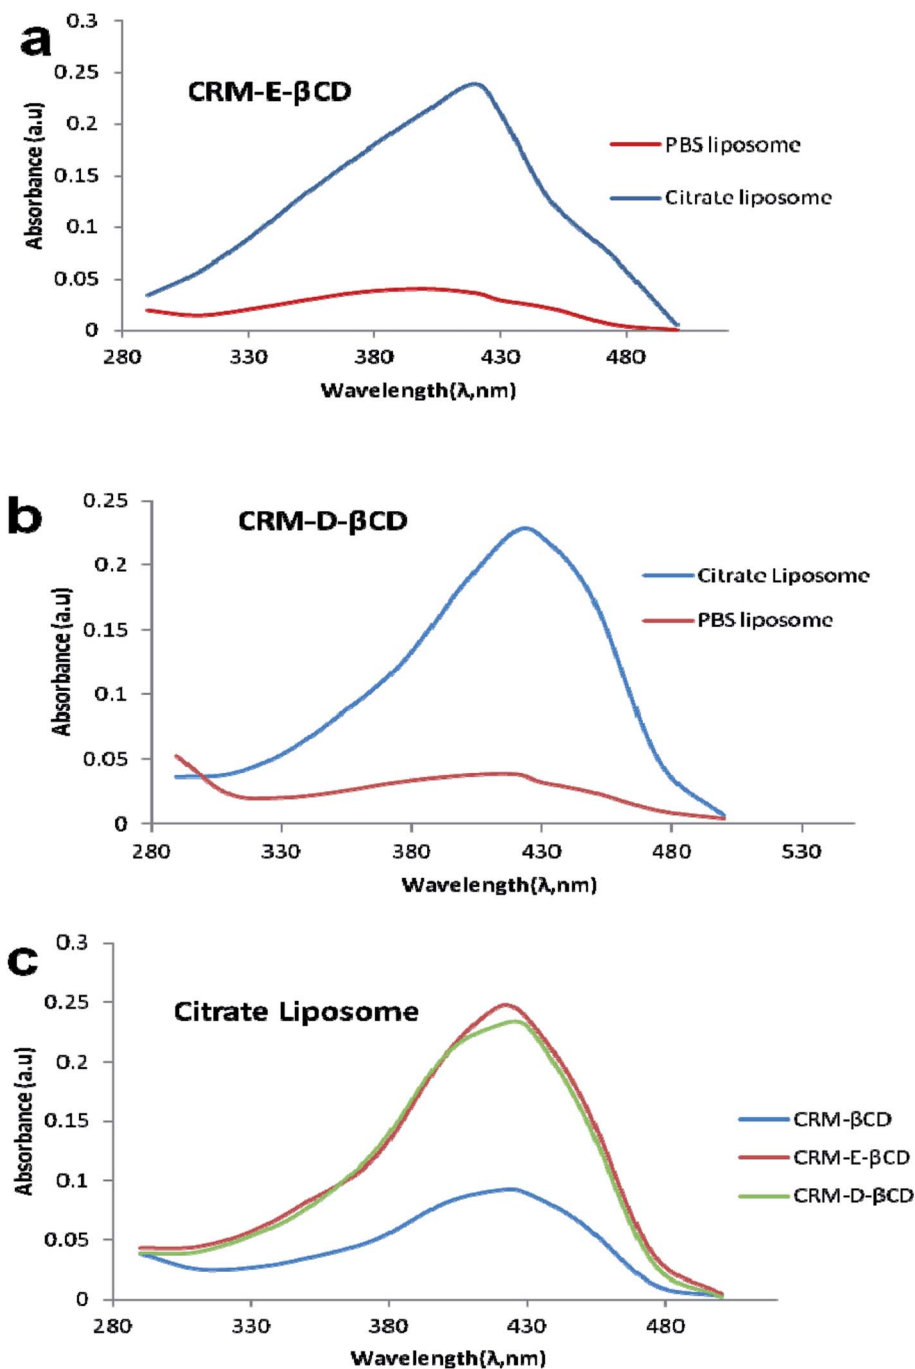 a
CRM-E-βCD
Absorbance (a.u)
0.3
0.25
0.2
0.15
0.1
0.05
0
PBS liposome
Citrate liposome
280 330 380 430 480
Wavelength(λ,nm)
b
CRM-D-βCD
Absorbance (a.u)
0.25
0.2
0.15
0.1
0.05
0
Citrate Liposome
PBS liposome
280 330 380 430 480 530
Wavelength(λ,nm)
c
Citrate Liposome
Absorbance (a.u)
0.3
0.25
0.2
0.15
0.1
0.05
0
CRM-βCD
CRM-E-βCD
CRM-D-βCD
280 330 380 430 480
Wavelength(λ,nm)